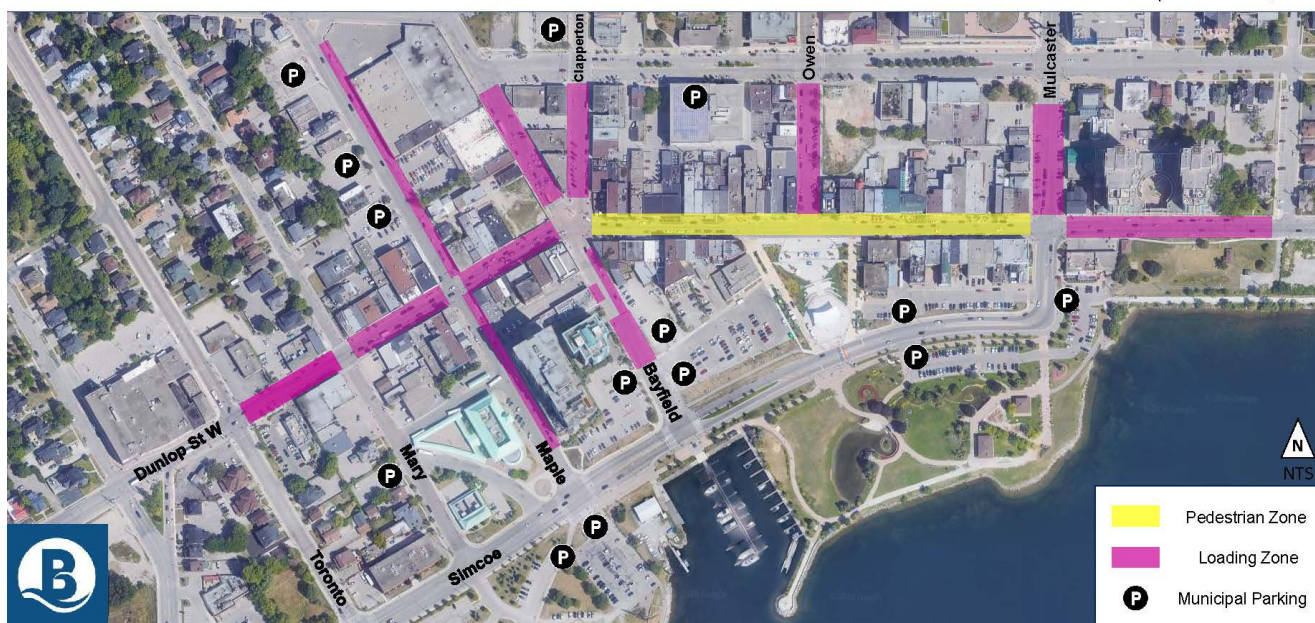 Clapperton
Owen
Mulcaster
P
P
P
P
P
P
P
P
P
P
P
P
P
P
Dunlop St W
Mary
Maple
Bayfield
Toronto
Simcoe
N
NTS
B
Pedestrian Zone
Loading Zone
P Municipal Parking